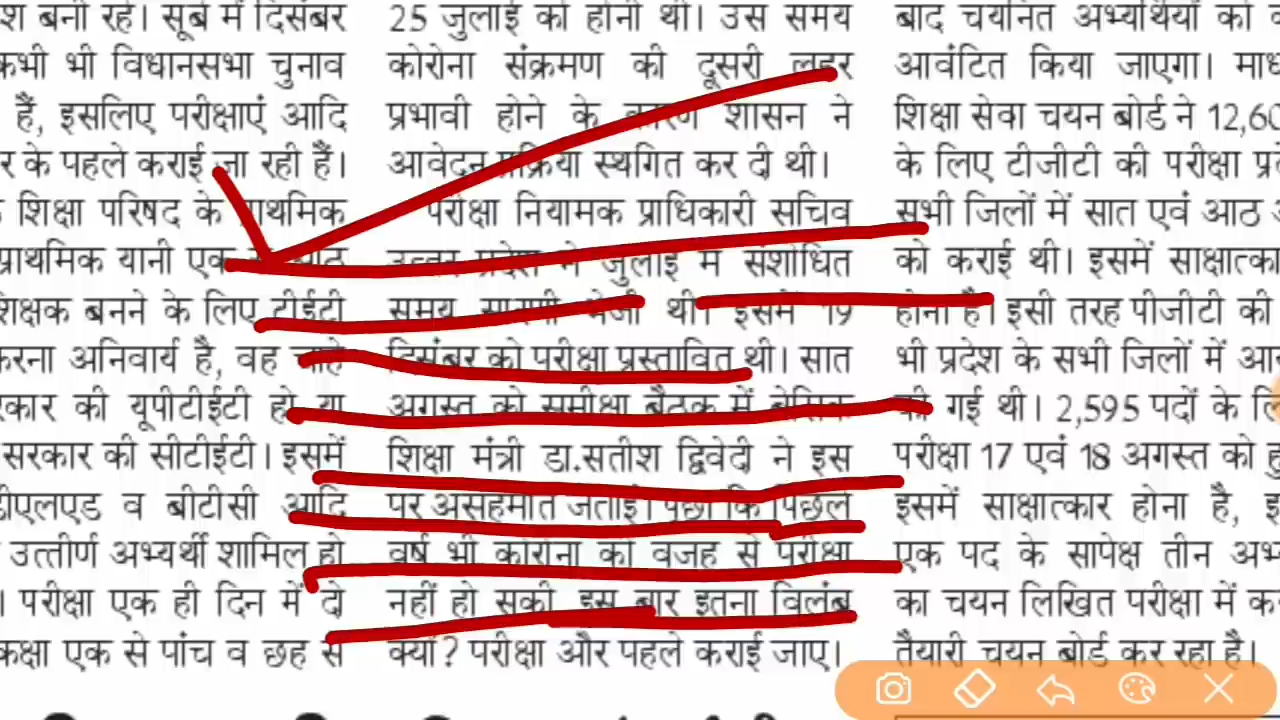 श बनी रहे। सूबे में दिसंबर
कभी भी विधानसभा चुनाव
हैं, इसलिए परीक्षाएं आदि
र के पहले कराई जा रही हैं।
शिक्षा परिषद के प्राथमिक
प्राथमिक यानी एक
शिक्षक बनने के लिए टीईटी
करना अनिवार्य है, वह चाहे
रकार की यूपीटीईटी हो या
सरकार की सीटीईटी। इसमें
डीएलएड व बीटीसी आदि
उत्तीर्ण अभ्यर्थी शामिल हो
। परीक्षा एक ही दिन में दो
कक्षा एक से पांच व छह से
25 जुलाई को होनी थी। उस समय
कोरोना संक्रमण की दूसरी लहर
प्रभावी होने के कारण शासन ने
आवेदन प्रक्रिया स्थगित कर दी थी।
परीक्षा नियामक प्राधिकारी सचिव
उत्तर प्रदेश ने जुलाई में संशोधित
समय सारणी भेजी थी। इसमें 19
दिसंबर को परीक्षा प्रस्तावित थी। सात
अगस्त को समीक्षा बैठक में बेसिक
शिक्षा मंत्री डा.सतीश द्विवेदी ने इस
पर असहमति जताई। पूछा कि पिछले
वर्ष भी कोरोना की वजह से परीक्षा
नहीं हो सकी, इस बार इतना विलंब
क्यों? परीक्षा और पहले कराई जाए।
बाद चयनित अभ्यर्थियों को
आवंटित किया जाएगा। माध
शिक्षा सेवा चयन बोर्ड ने 12,60
के लिए टीजीटी की परीक्षा प्रदे
सभी जिलों में सात एवं आठ
को कराई थी। इसमें साक्षात्का
होना है। इसी तरह पीजीटी की
भी प्रदेश के सभी जिलों में आ
की गई थी। 2,595 पदों के लि
परीक्षा 17 एवं 18 अगस्त को हु
इसमें साक्षात्कार होना है, इ
एक पद के सापेक्ष तीन अभ्
का चयन लिखित परीक्षा में क
तैयारी चयन बोर्ड कर रहा है।